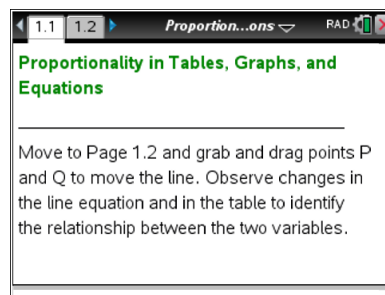 1.1 1.2 Proportion...ons RAD
Proportionality in Tables, Graphs, and
Equations
Move to Page 1.2 and grab and drag points P
and Q to move the line. Observe changes in
the line equation and in the table to identify
the relationship between the two variables.